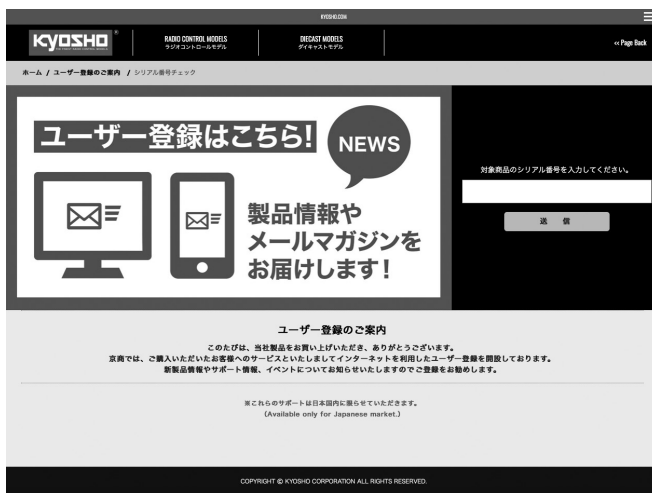 KYOSHO.COM
KYOSHO®
THE FINEST RADIO CONTROL MODELS
RADIO CONTROL MODELS
ラジオコントロールモデル
DIECAST MODELS
ダイキャストモデル
<< Page Back
ホーム / ユーザー登録のご案内 / シリアル番号チェック
ユーザー登録はこちら!
NEWS
製品情報や
メールマガジンを
お届けします!
対象商品のシリアル番号を入力してください。
送 信
ユーザー登録のご案内
このたびは、当社製品をお買い上げいただき、ありがとうございます。
京商では、ご購入いただいたお客様へのサービスといたしましてインターネットを利用したユーザー登録を開設しております。
新製品情報やサポート情報、イベントについてお知らせいたしますのでご登録をお勧めします。
※これらのサポートは日本国内に限らせていただきます。
(Available only for Japanese market.)
COPYRIGHT © KYOSHO CORPORATION ALL RIGHTS RESERVED.